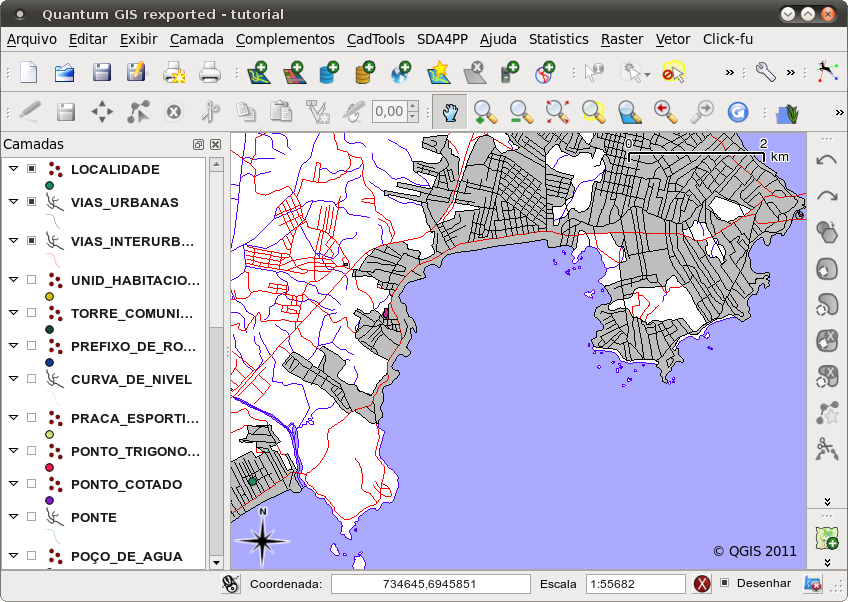 Quantum GIS rexported - tutorial
Arquivo Editar Exibir Camada Complementos CadTools SDA4PP Ajuda Statistics Raster Vetor Click-fu
0,00
Camadas
LOCALIDADE
VIAS_URBANAS
VIAS_INTERURB...
UNID_HABITACIO...
TORRE_COMUNI...
PREFIXO_DE_RO...
CURVA_DE_NIVEL
PRACA_ESPORTI...
PONTO_TRIGONO...
PONTO_COTADO
PONTE
POÇO_DE_AGUA
0 2
km
N
© QGIS 2011
Coordenada: 734645,6945851 Escala 1:55682 Desenhar